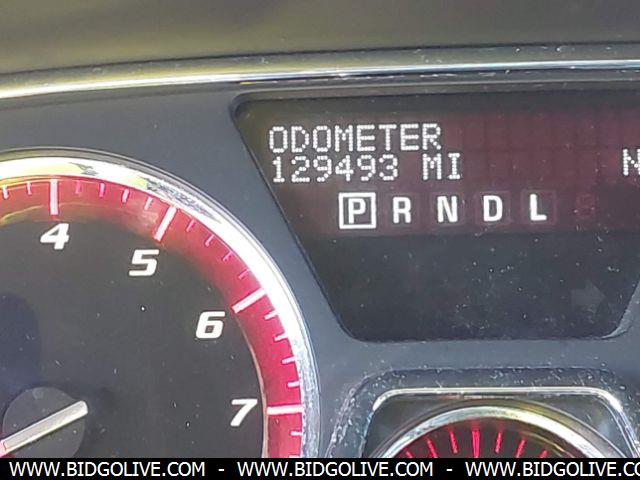 ODOMETER
129493 MI N
P R N D L
4
5
6
7
WWW.BIDGOLIVE.COM - WWW.BIDGOLIVE.COM - WWW.BIDGOLIVE.COM